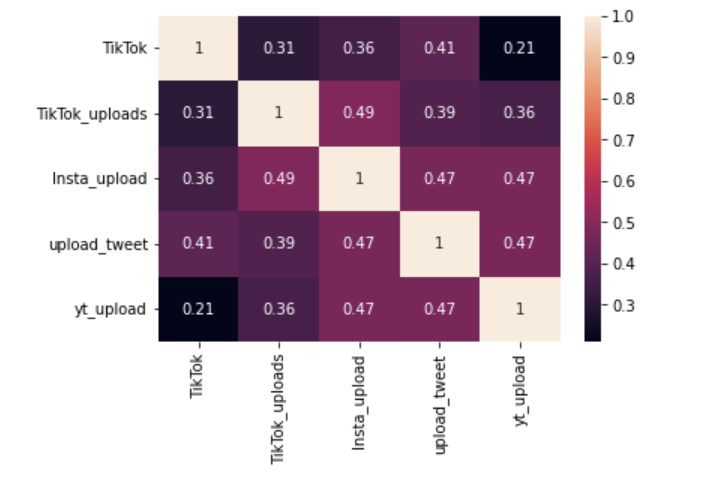 TikTok 1 0.31 0.36 0.41 0.21
TikTok_uploads 0.31 1 0.49 0.39 0.36
Insta_upload 0.36 0.49 1 0.47 0.47
upload_tweet 0.41 0.39 0.47 1 0.47
yt_upload 0.21 0.36 0.47 0.47 1
TikTok
TikTok_uploads
Insta_upload
upload_tweet
yt_upload
1.0
0.9
0.8
0.7
0.6
0.5
0.4
0.3